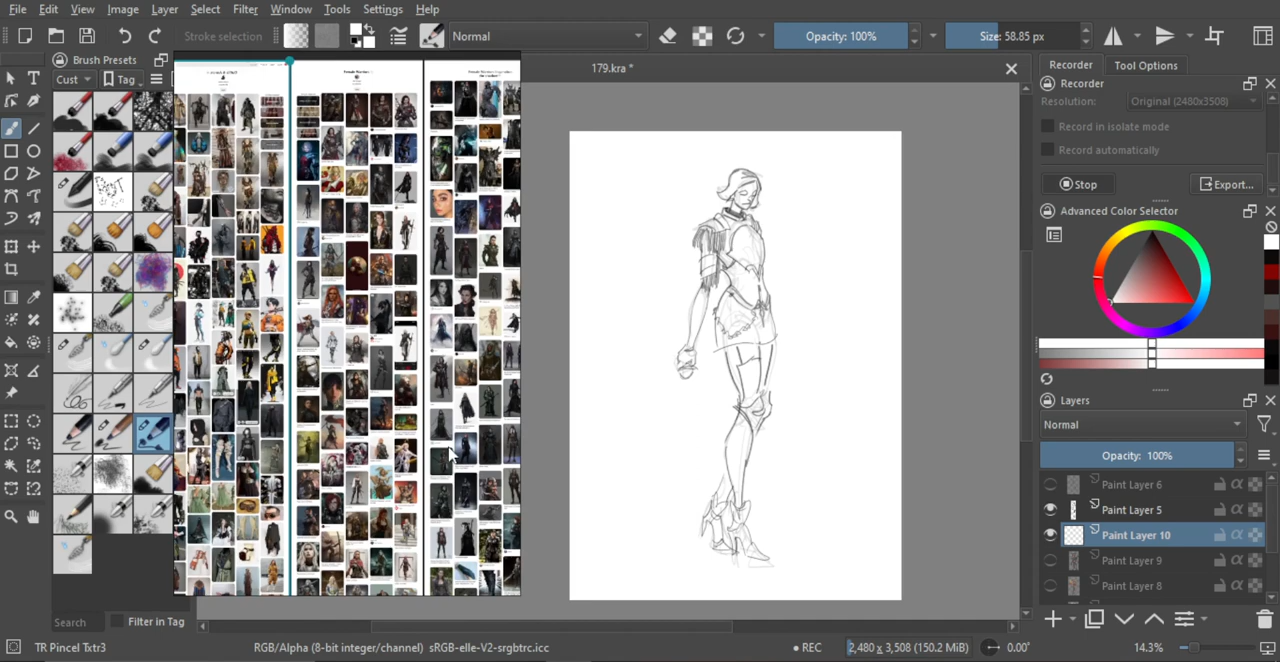 File Edit View Image Layer Select Filter Tools Settings Window Help
Stroke selection
Normal
Opacity: 100%
Size: 58.85 px
Brush Presets
179.kra *
Recorder
Tool Options
Cust
Tag
Recorder
Resolution:
Original (2480x3508)
Record in isolate mode
Record automatically
Stop
Export...
Advanced Color Selector
Layers
Normal
Opacity: 100%
Paint Layer 6
Paint Layer 5
Paint Layer 10
Paint Layer 9
Paint Layer 8
Search
Filter in Tag
TR Pincel Txtr3
RGB/Alpha (8-bit integer/channel) sRGB-elle-V2-srgbtrc.icc
REC
2,480 x 3,508 (150.2 MiB)
0.00°
14.3%